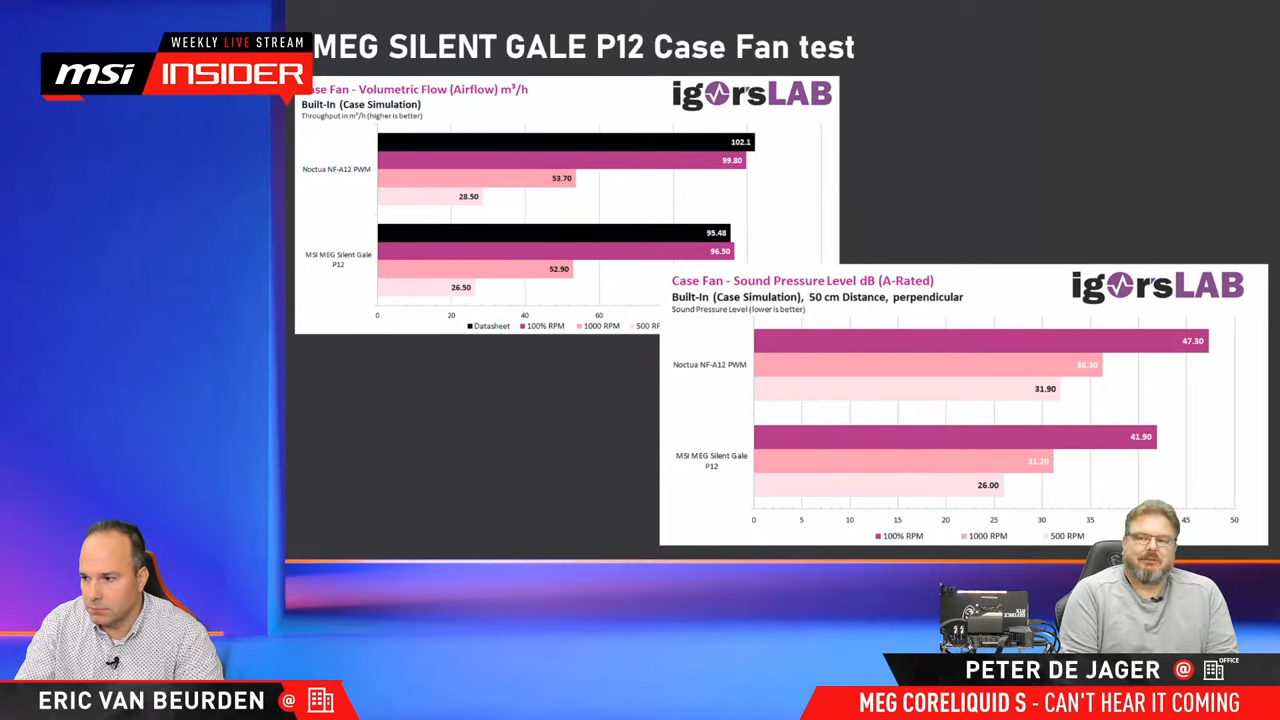 WEEKLY LIVE STREAM
msi INSIDER
MEG SILENT GALE P12 Case Fan test
se Fan - Volumetric Flow (Airflow) m³/h
igorsLAB
Built-In (Case Simulation)
Throughput in m³/h (higher is better)
102.1
99.80
Noctua NF-A12 PWM
53.70
28.50
95.48
96.50
MSI MEG Silent Gale
P12
52.90
26.50
0 20 40 60
Datasheet 100% RPM 1000 RPM 500 RP
Case Fan - Sound Pressure Level dB (A-Rated)
igorsLAB
Built-In (Case Simulation), 50 cm Distance, perpendicular
Sound Pressure Level (lower is better)
47.30
Noctua NF-A12 PWM
36.30
31.90
41.90
MSI MEG Silent Gale
P12
31.20
26.00
0 5 10 15 20 25 30 35 45 50
100% RPM 1000 RPM 500 RPM
GEFORCE
RTX
PETER DE JAGER @ OFFICE
ERIC VAN BEURDEN @
MEG CORELIQUID S - CAN'T HEAR IT COMING